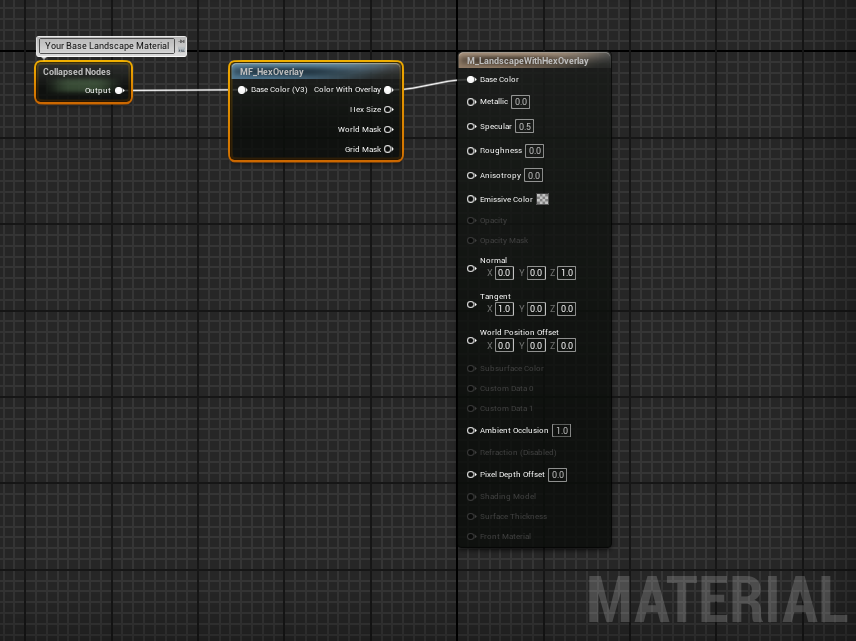 Your Base Landscape Material
Collapsed Nodes
Output
MF_HexOverlay
Base Color (V3) Color With Overlay
Hex Size
World Mask
Grid Mask
M_LandscapeWithHexOverlay
Base Color
Metallic 0.0
Specular 0.5
Roughness 0.0
Anisotropy 0.0
Emissive Color
Opacity
Opacity Mask
Normal
X 0.0 Y 0.0 Z 1.0
Tangent
X 1.0 Y 0.0 Z 0.0
World Position Offset
X 0.0 Y 0.0 Z 0.0
Subsurface Color
Custom Data 0
Custom Data 1
Ambient Occlusion 1.0
Refraction (Disabled)
Pixel Depth Offset 0.0
Shading Model
Surface Thickness
Front Material
MATERIAL